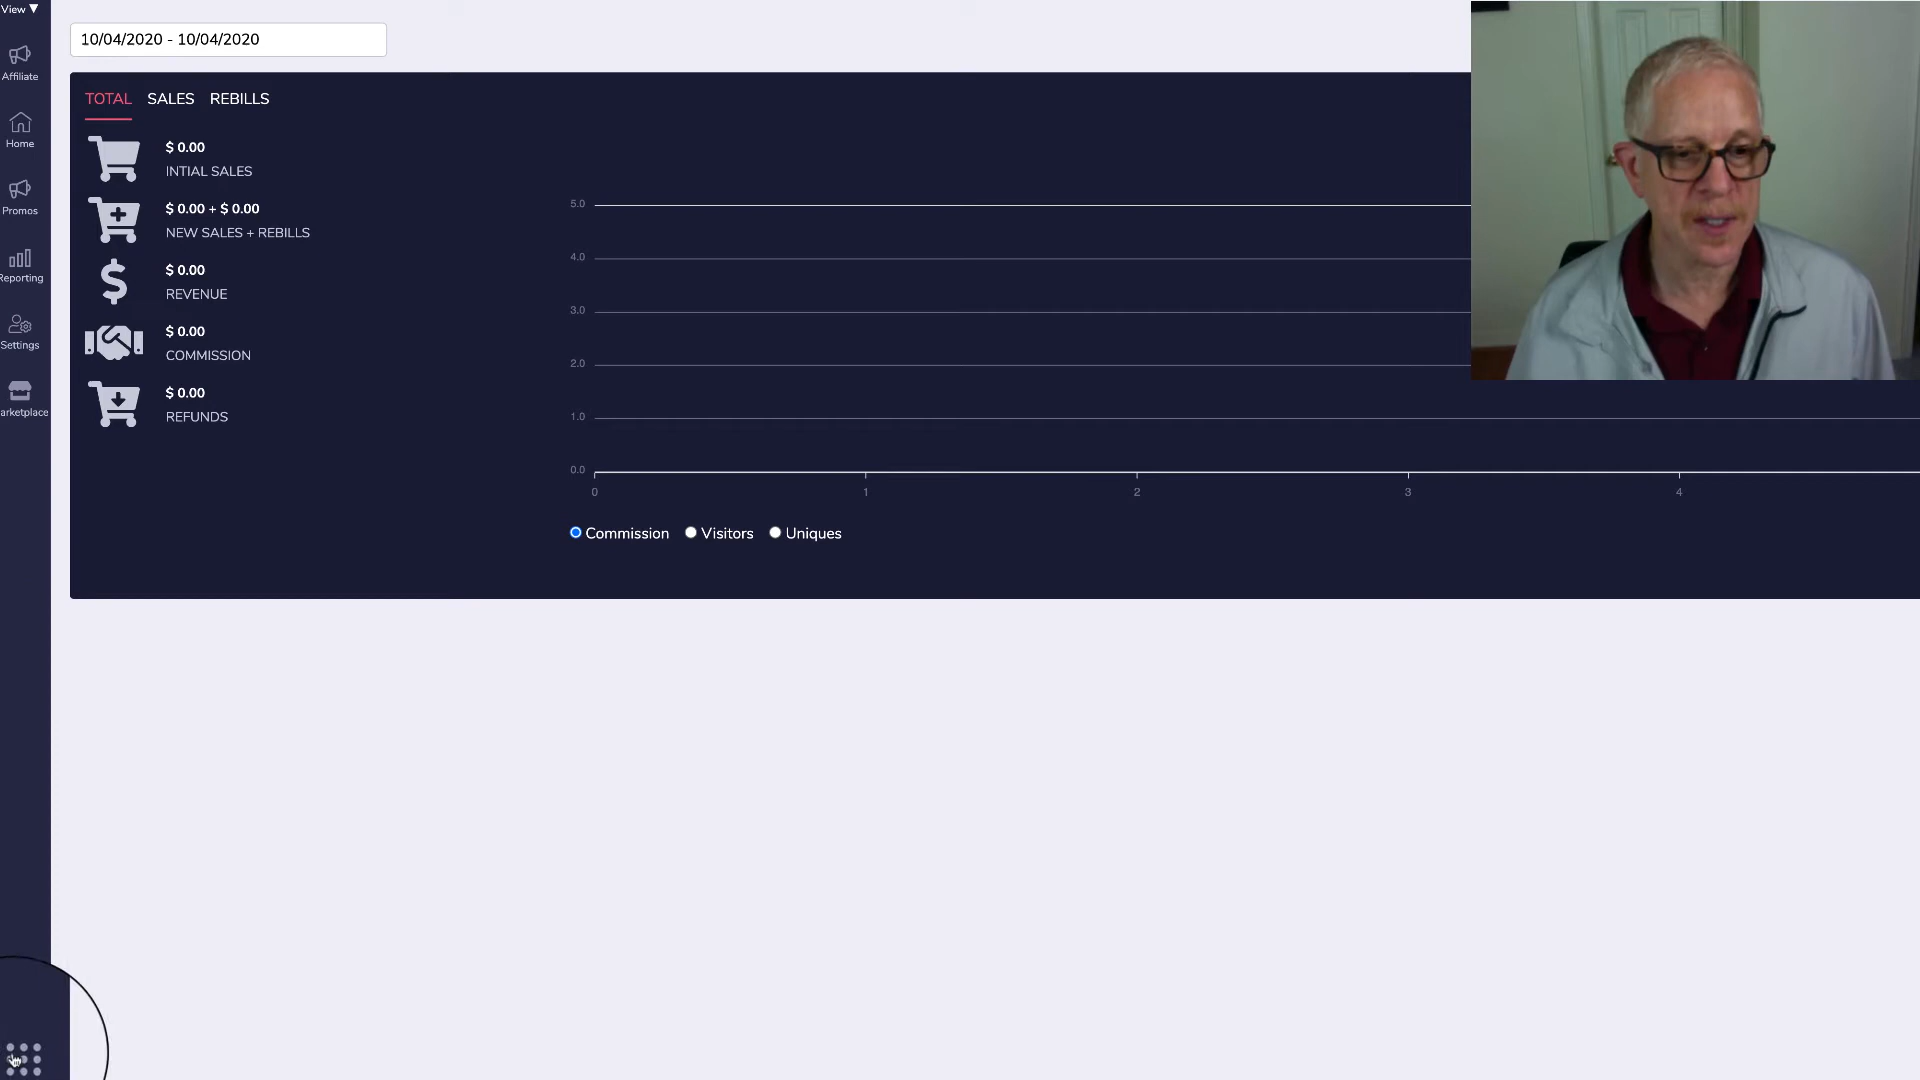 View ▼
10/04/2020 - 10/04/2020
Affiliate
Home
Promos
Reporting
Settings
arketplace
TOTAL SALES REBILLS
$ 0.00
INTIAL SALES
$ 0.00 + $ 0.00
NEW SALES + REBILLS
$ 0.00
REVENUE
$ 0.00
COMMISSION
$ 0.00
REFUNDS
5.0
4.0
3.0
2.0
1.0
0.0
0 1 2 3 4
Commission Visitors Uniques